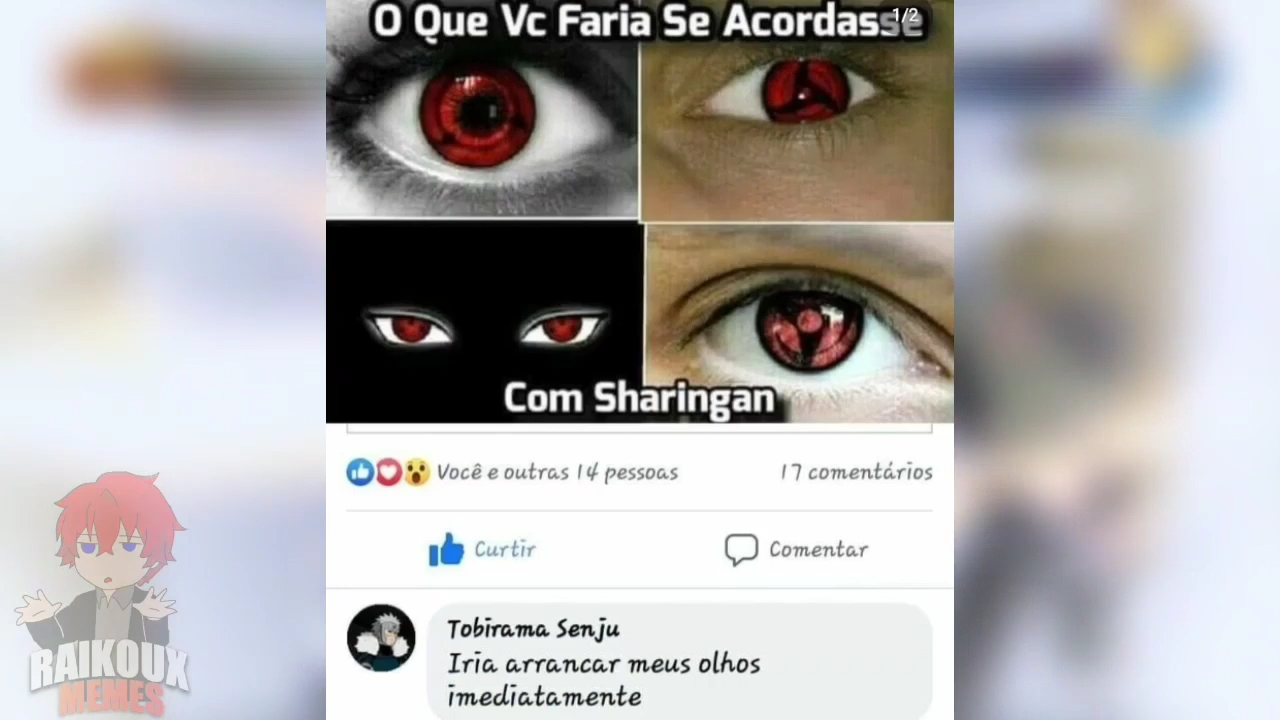 O Que Vc Faria Se Acordasse
1/2
Com Sharingan
Você e outras 14 pessoas
17 comentários
Curtir
Comentar
Tobirama Senju
Iria arrancar meus olhos
imediatamente
RAIKOUX
MEMES